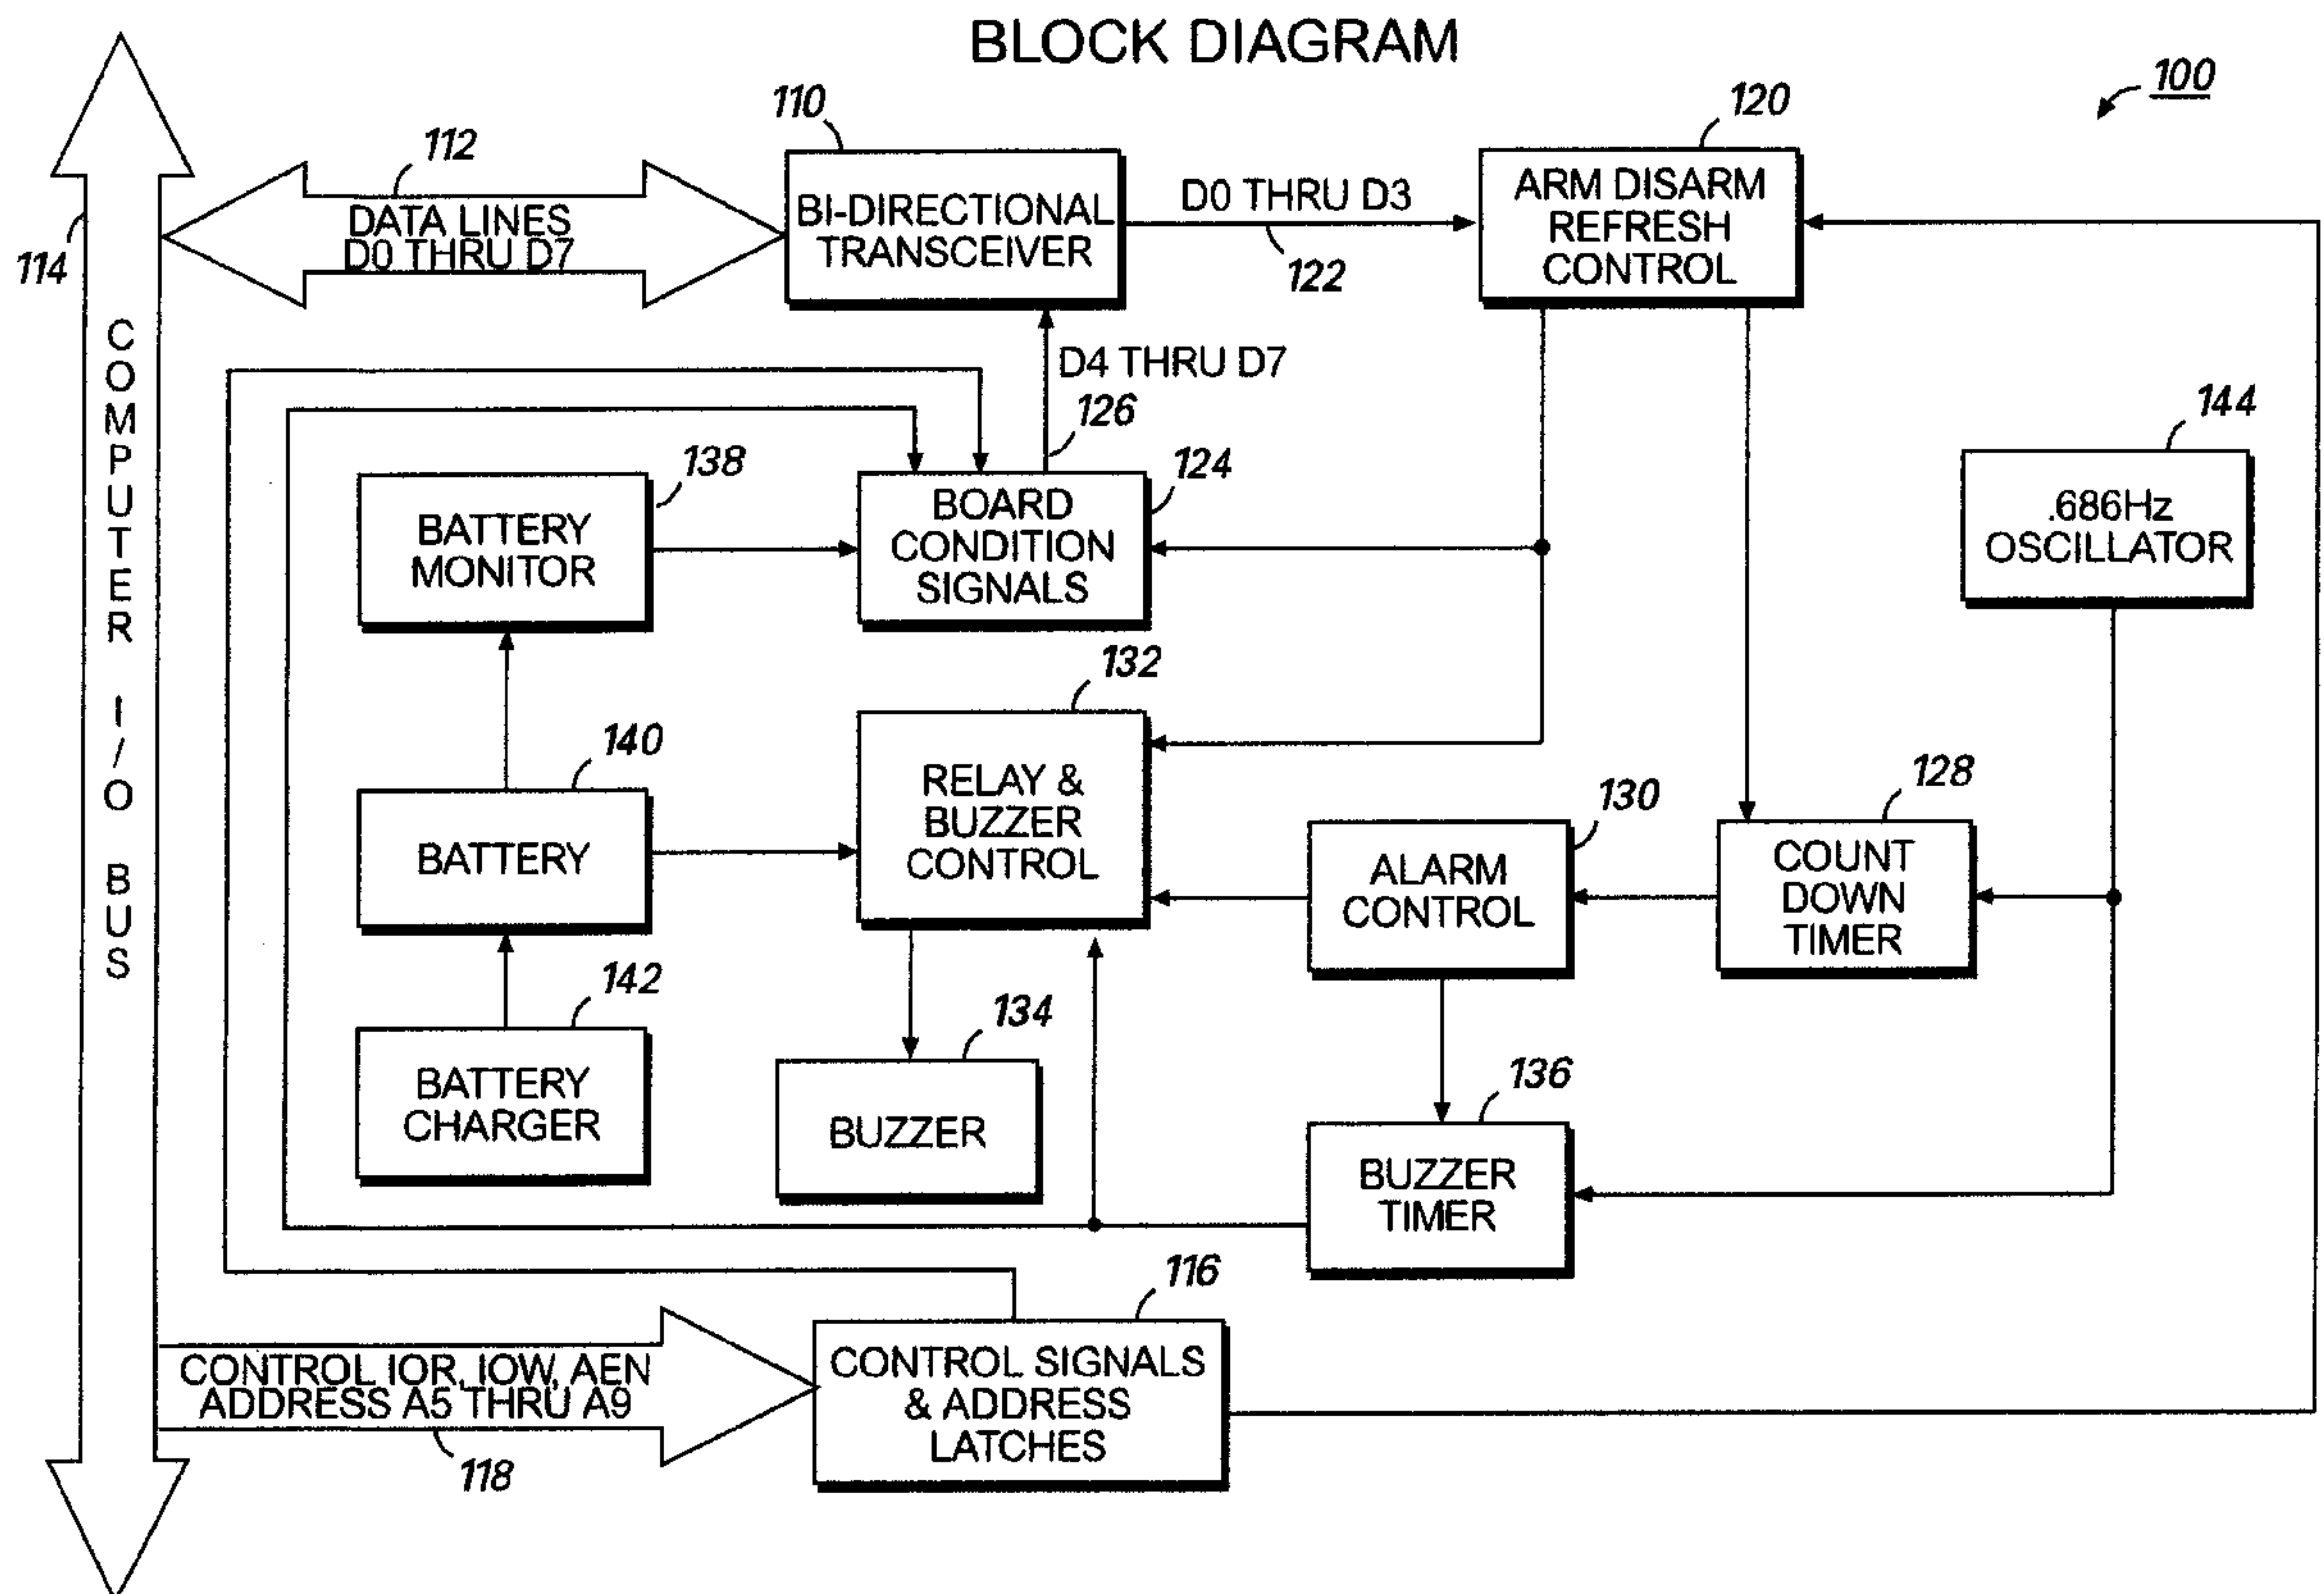 BLOCK DIAGRAM
100
110
120
112
DATA LINES
D0 THRU D7
114
BI-DIRECTIONAL
TRANSCEIVER
D0 THRU D3
122
ARM DISARM
REFRESH
CONTROL
COMPUTER I/O BUS
D4 THRU D7
126
138
BATTERY
MONITOR
124
BOARD
CONDITION
SIGNALS
144
.686Hz
OSCILLATOR
132
RELAY &
BUZZER
CONTROL
140
BATTERY
130
ALARM
CONTROL
128
COUNT
DOWN
TIMER
142
BATTERY
CHARGER
134
BUZZER
136
BUZZER
TIMER
116
CONTROL SIGNALS
& ADDRESS
LATCHES
CONTROL IOR, IOW, AEN
ADDRESS A5 THRU A9
118